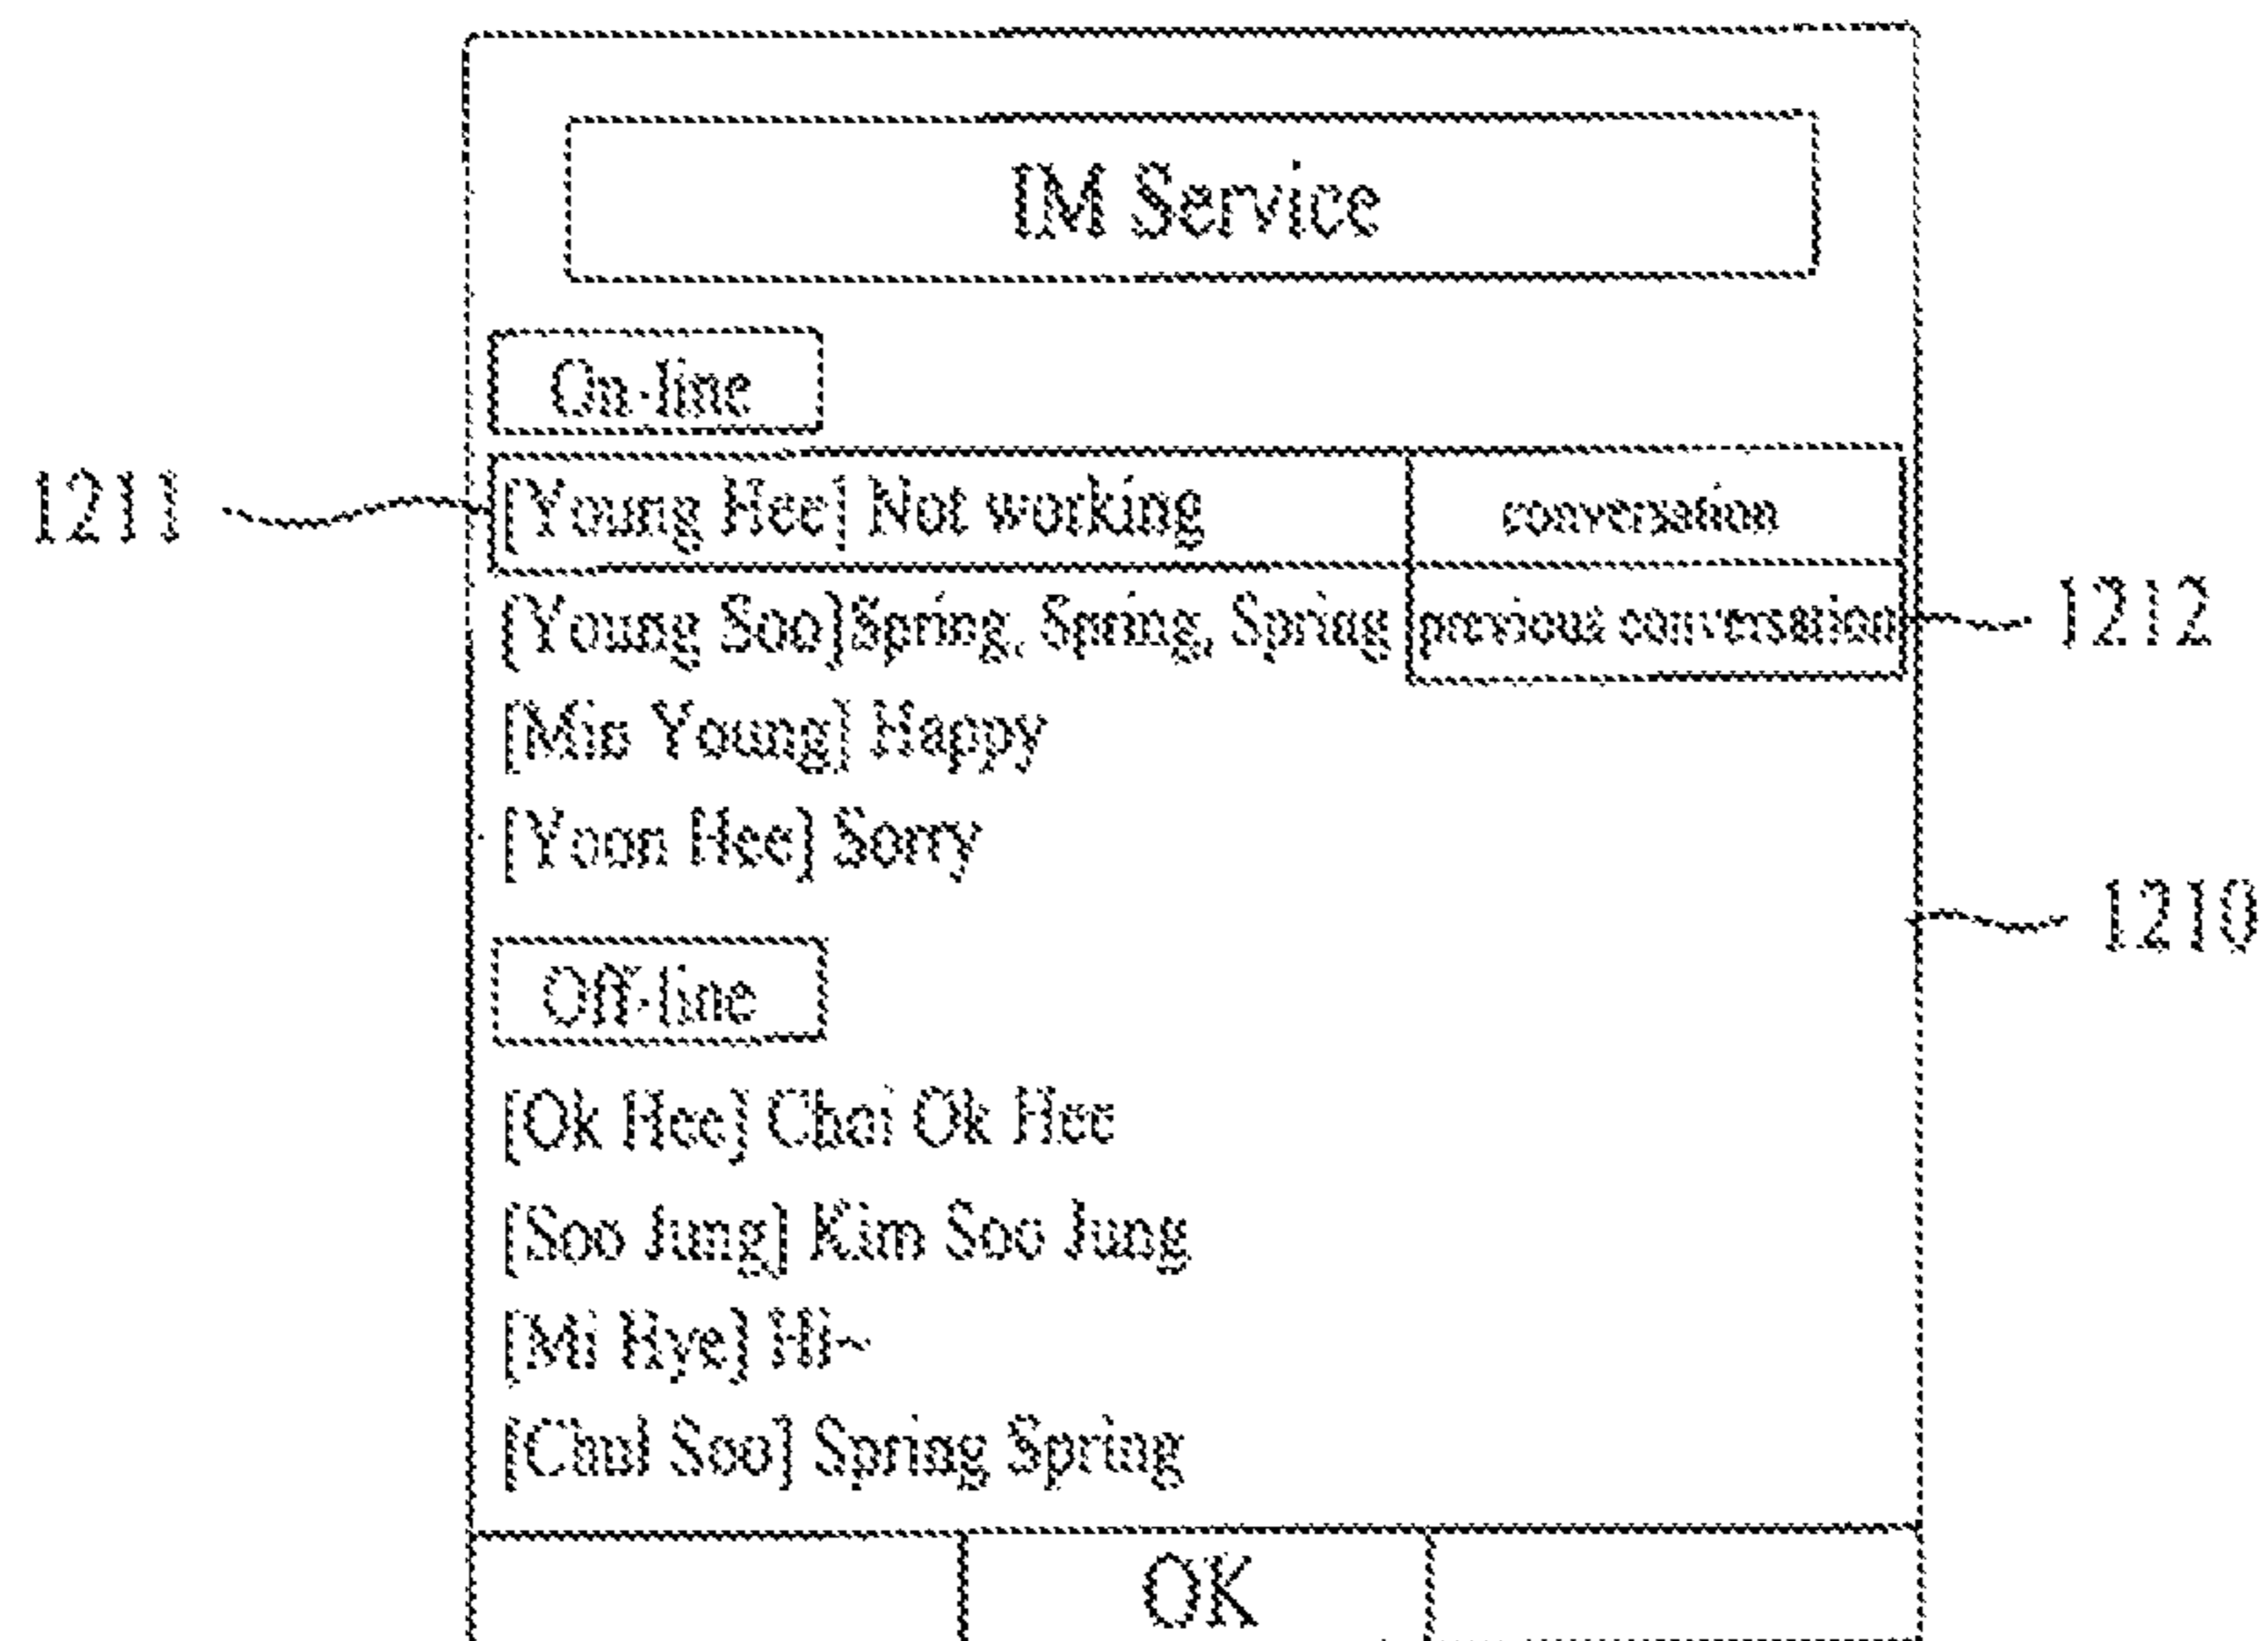 IM Service
On-line
1211 [Young Hee] Not working conversation
[Young Soo]Spring, Spring, Spring previous conversation 1212
[Min Young] Happy
[Yoon Hee] Sorry
1210
Off-line
[Ok Hee] Choi Ok Hee
[Soo Jung] Kim Soo Jung
[Mi Hye] Hi~
[Chul Soo] Spring Spring
OK